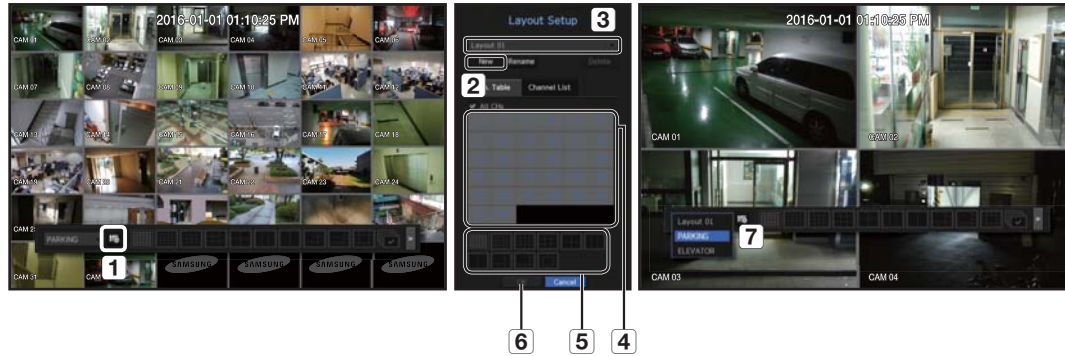 2016-01-01 01:10:25 PM
CAM 01
CAM 02
CAM 03
CAM 04
CAM 05
CAM 06
CAM 07
CAM 08
CAM 09
CAM 10
CAM 11
CAM 12
CAM 13
CAM 14
CAM 15
CAM 16
CAM 17
CAM 18
CAM 19
CAM 20
CAM 21
CAM 22
CAM 23
CAM 24
PARKING
1
CAM 31
SAMSUNG
SAMSUNG
SAMSUNG
SAMSUNG
Layout Setup
3
Layout 01
New
Rename
Delete
2
Table
Channel List
All CHs
4
Cancel
6
5
2016-01-01 01:10:25 PM
CAM 01
CAM 02
Layout 01
PARKING
ELEVATOR
7
CAM 03
CAM 04